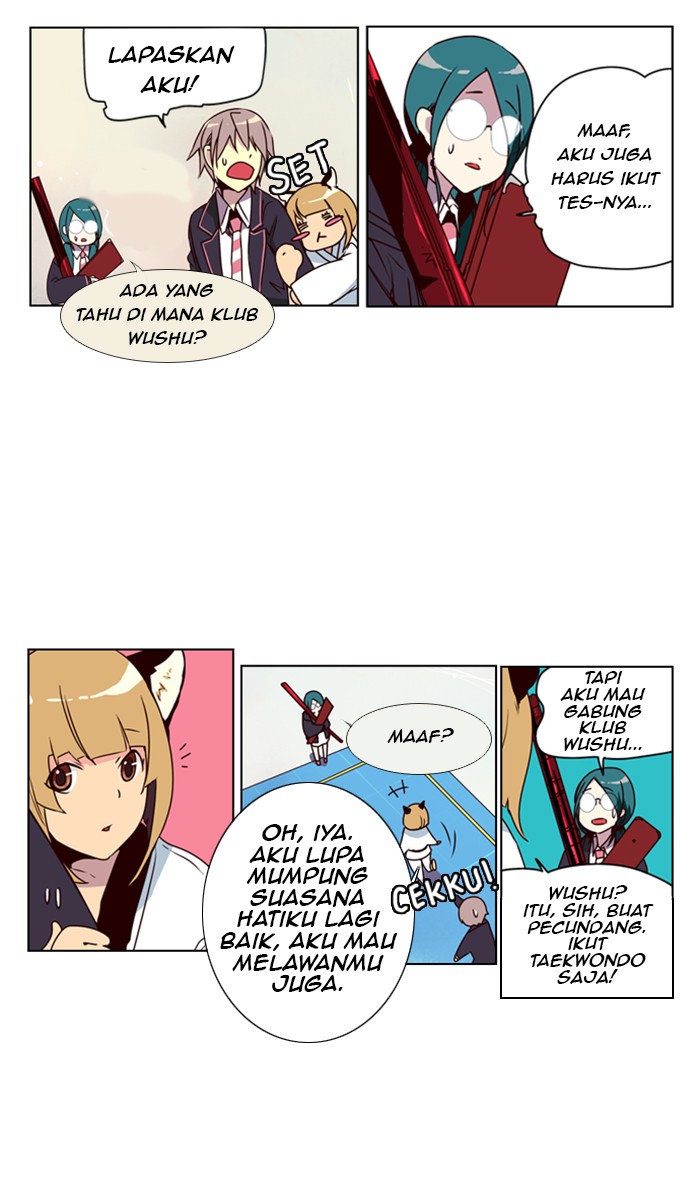 LAPASKAN
AKU!
SET
ADA YANG
TAHU DI MANA KLUB
WUSHU?
MAAF,
AKU JUGA
HARUS IKUT
TES-NYA...
MAAF?
OH, IYA.
AKU LUPA
MUMPUNG
SUASANA
HATIKU LAGI
BAIK, AKU MAU
MELAWANMU
JUGA.
CEKKU!
TAPI
AKU MAU
GABUNG
KLUB
WUSHU...
WUSHU?
ITU, SIH, BUAT
PECUNDANG.
IKUT
TAEKWONDO
SAJA!